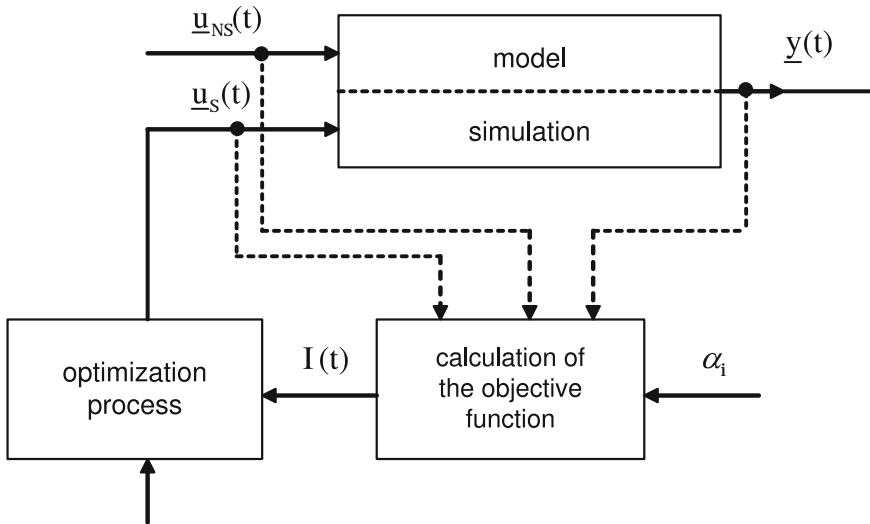 u_NS(t)
model
y(t)
u_S(t)
simulation
optimization
process
I(t)
calculation of
the objective
function
α_i